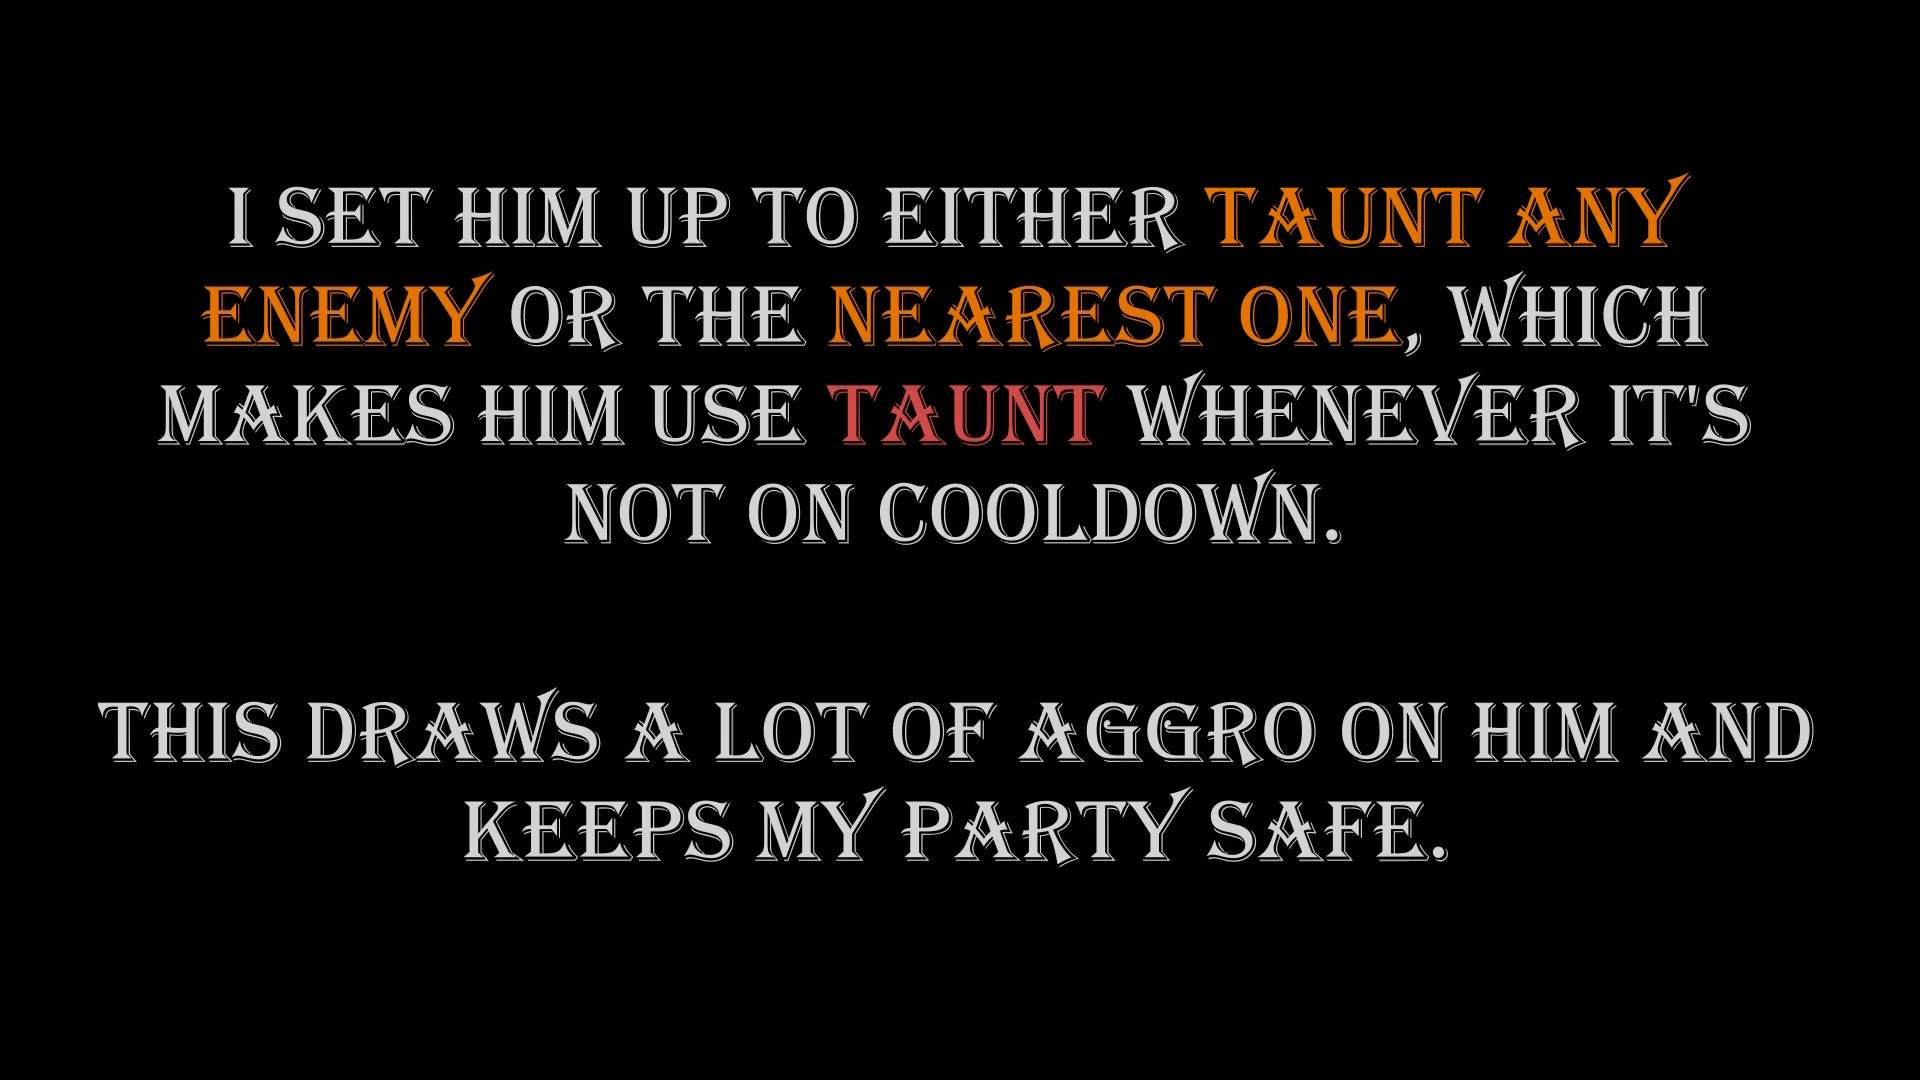 I SET HIM UP TO EITHER TAUNT ANY
ENEMY OR THE NEAREST ONE, WHICH
MAKES HIM USE TAUNT WHENEVER IT'S
NOT ON COOLDOWN.
THIS DRAWS A LOT OF AGGRO ON HIM AND
KEEPS MY PARTY SAFE.